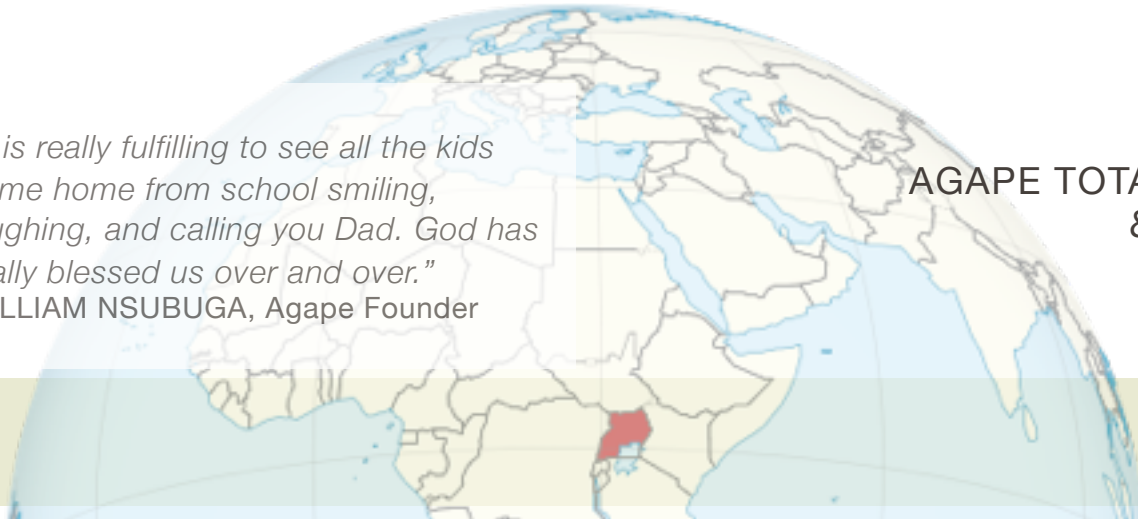 is really fulfilling to see all the kids
me home from school smiling,
ughing, and calling you Dad. God has
ally blessed us over and over.”
LLIAM NSUBUGA, Agape Founder
AGAPE TOTA
&